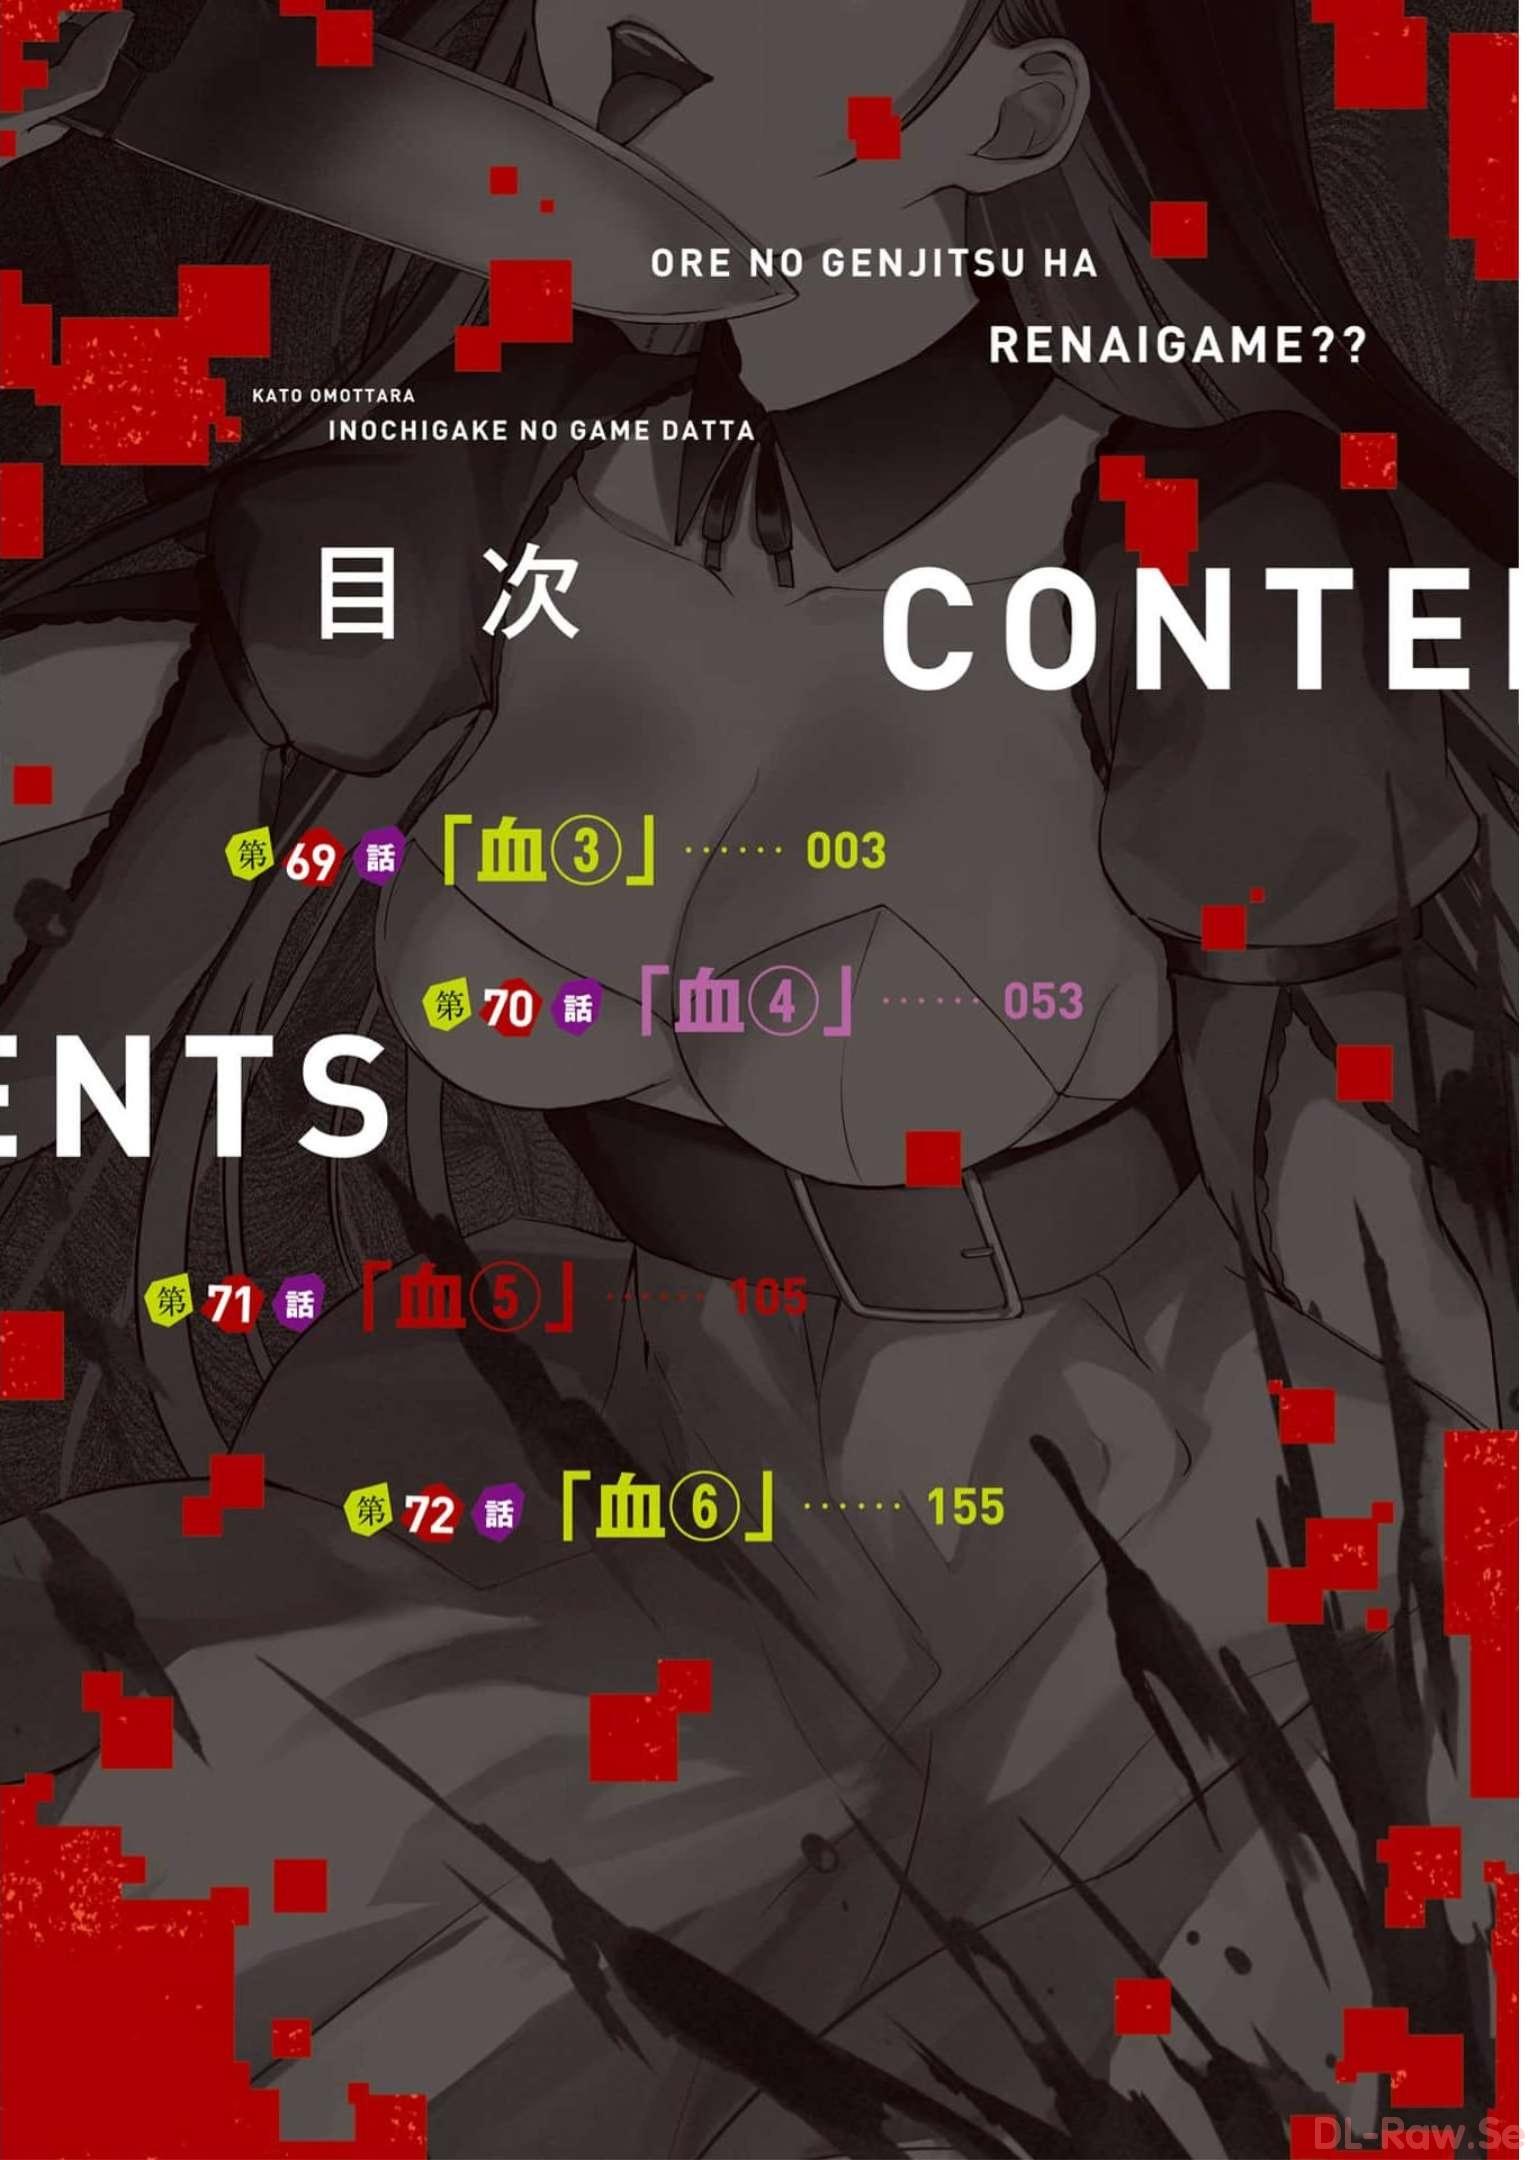 ORE NO GENJITSU HA
RENAIGAME??
KATO OMOTTARA
INOCHIGAKE NO GAME DATTA
目次
CONTE
第69話「血③」……003
第70話「血④」……053
ENTS
第71話「血⑤」……105
第72話「血⑥」……155
DL-Raw.Se